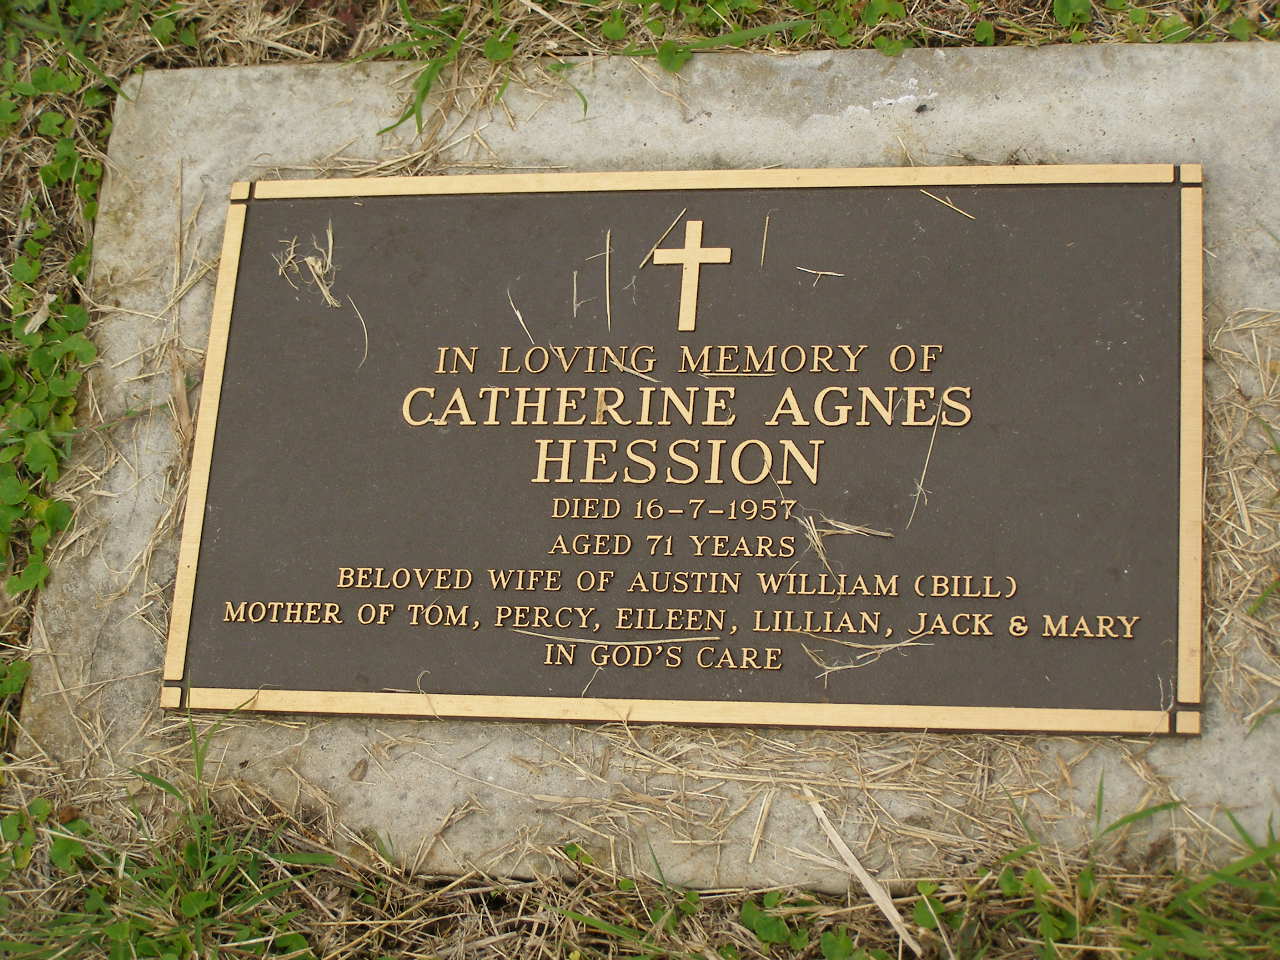 IN LOVING MEMORY OF
CATHERINE AGNES
HESSION
DIED 16-7-1957
AGED 71 YEARS
BELOVED WIFE OF AUSTIN WILLIAM (BILL)
MOTHER OF TOM, PERCY, EILEEN, LILLIAN, JACK & MARY
IN GOD'S CARE